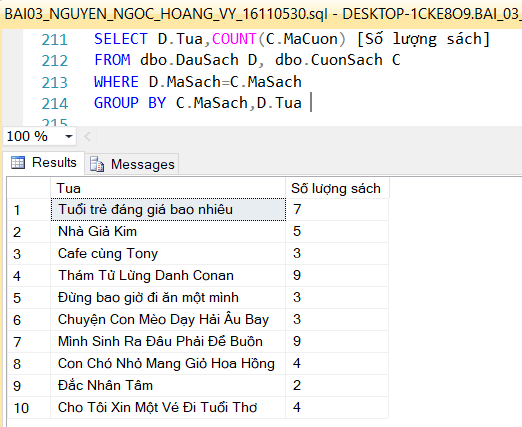 BAI03_NGUYEN_NGOC_HOANG_VY_16110530.sql - DESKTOP-1CKE8O9.BAI_03
211 SELECT D.Tua,COUNT(C.MaCuon) [Số lượng sách]
212 FROM dbo.DauSach D, dbo.CuonSach C
213 WHERE D.MaSach=C.MaSach
214 GROUP BY C.MaSach,D.Tua
215
100 %
Results Messages
Tua Số lượng sách
1 Tuổi trẻ đáng giá bao nhiêu 7
2 Nhà Giả Kim 5
3 Cafe cùng Tony 3
4 Thám Tử Lừng Danh Conan 9
5 Đừng bao giờ đi ăn một mình 3
6 Chuyện Con Mèo Dạy Hải Âu Bay 3
7 Mình Sinh Ra Đâu Phải Để Buồn 9
8 Con Chó Nhỏ Mang Giỏ Hoa Hồng 4
9 Đắc Nhân Tâm 2
10 Cho Tôi Xin Một Vé Đi Tuổi Thơ 4